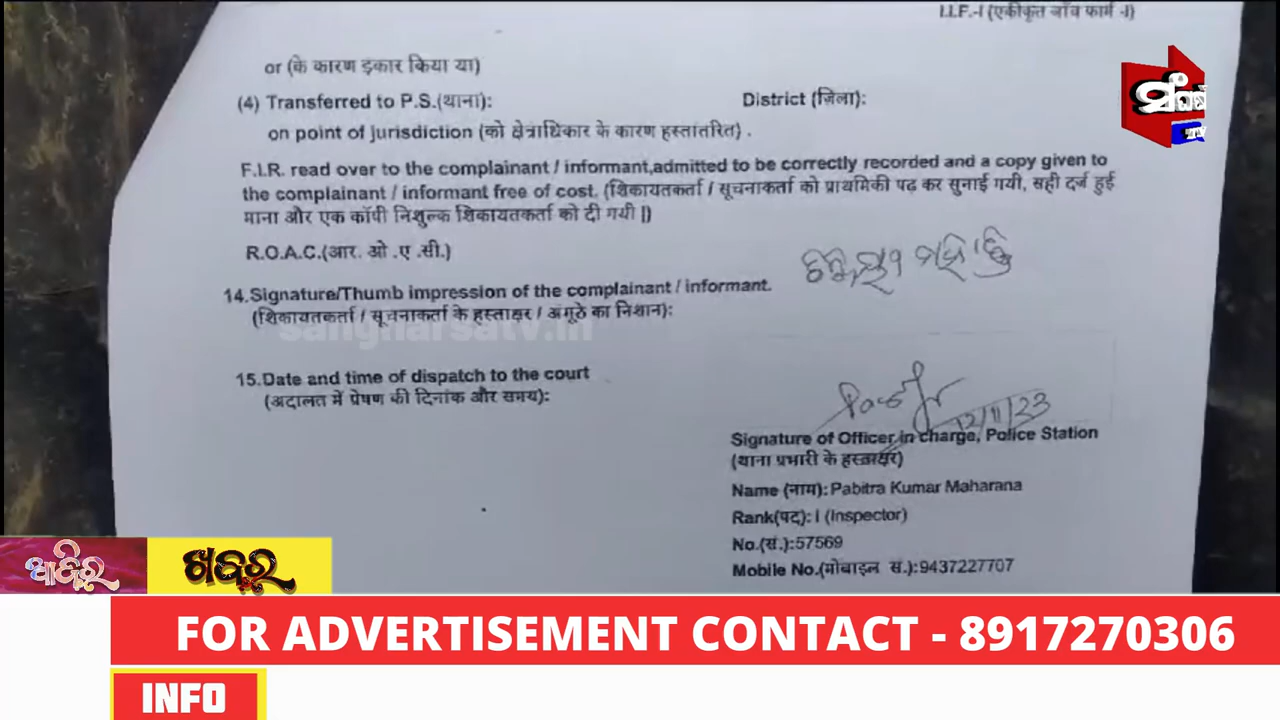 I.I.F.-I (एकीकृत जाँच फार्म -I)
or (के कारण इंकार किया या)
(4) Transferred to P.S.(थाना): District (ज़िला):
on point of jurisdiction (को क्षेत्राधिकार के कारण हस्तांतरित) .
F.I.R. read over to the complainant / informant,admitted to be correctly recorded and a copy given to
the complainant / informant free of cost. (शिकायतकर्ता / सूचनाकर्ता को प्राथमिकी पढ़ कर सुनाई गयी, सही दर्ज हुई
माना और एक कॉपी निशुल्क शिकायतकर्ता को दी गयी |)
R.O.A.C.(आर. ओ .ए .सी.)
14.Signature/Thumb impression of the complainant / informant.
(शिकायतकर्ता / सूचनाकर्ता के हस्ताक्षर / अंगूठे का निशान):
sangharsatv.in
15.Date and time of dispatch to the court
(अदालत में प्रेषण की दिनांक और समय):
12/11/23
Signature of Officer in charge, Police Station
(थाना प्रभारी के हस्ताक्षर)
Name (नाम): Pabitra Kumar Maharana
Rank(पद): I (Inspector)
No.(सं.):57569
Mobile No.(मोबाइल सं.):9437227707
ସଂଘର୍ଷ
ଆଜିର ଖବର
FOR ADVERTISEMENT CONTACT - 8917270306
INFO